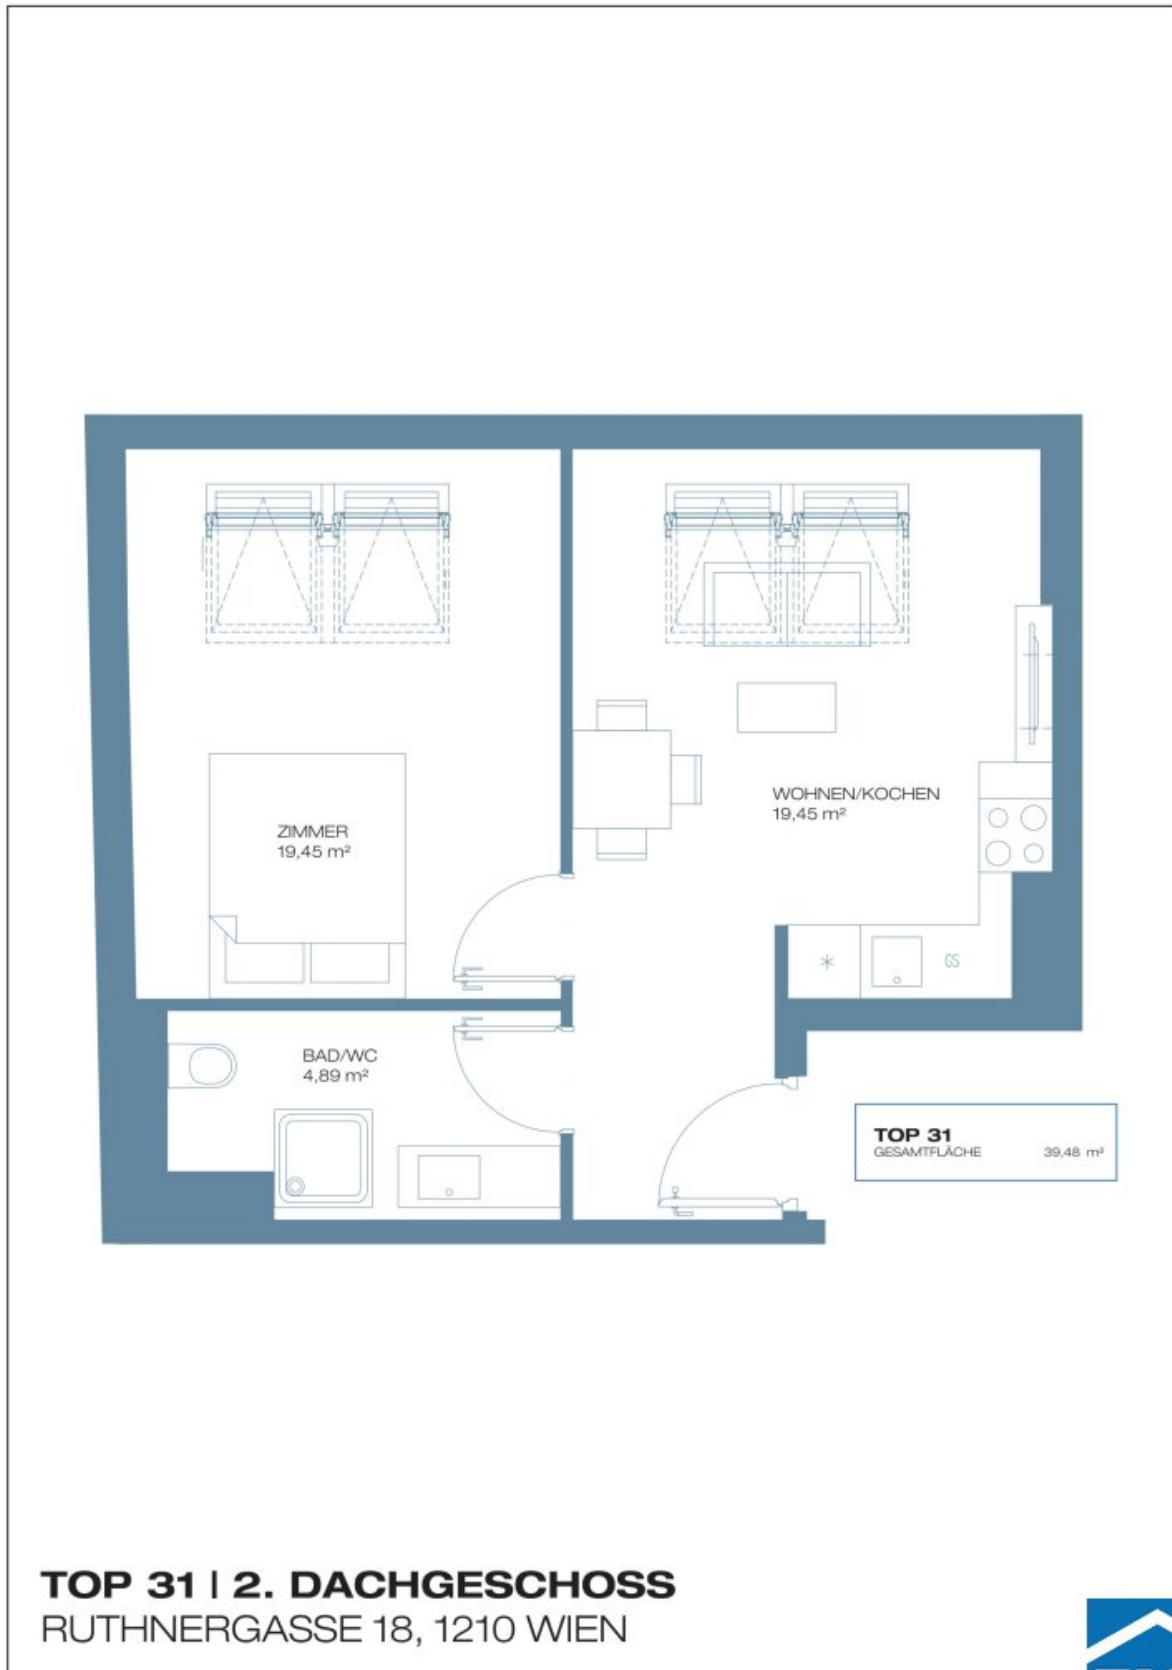 ZIMMER
19,45 m²
WOHNEN/KOCHEN
19,45 m²
GS
BAD/WC
4,89 m²
TOP 31
GESAMTFLÄCHE 39,48 m²
TOP 31 | 2. DACHGESCHOSS
RUTHNERGASSE 18, 1210 WIEN